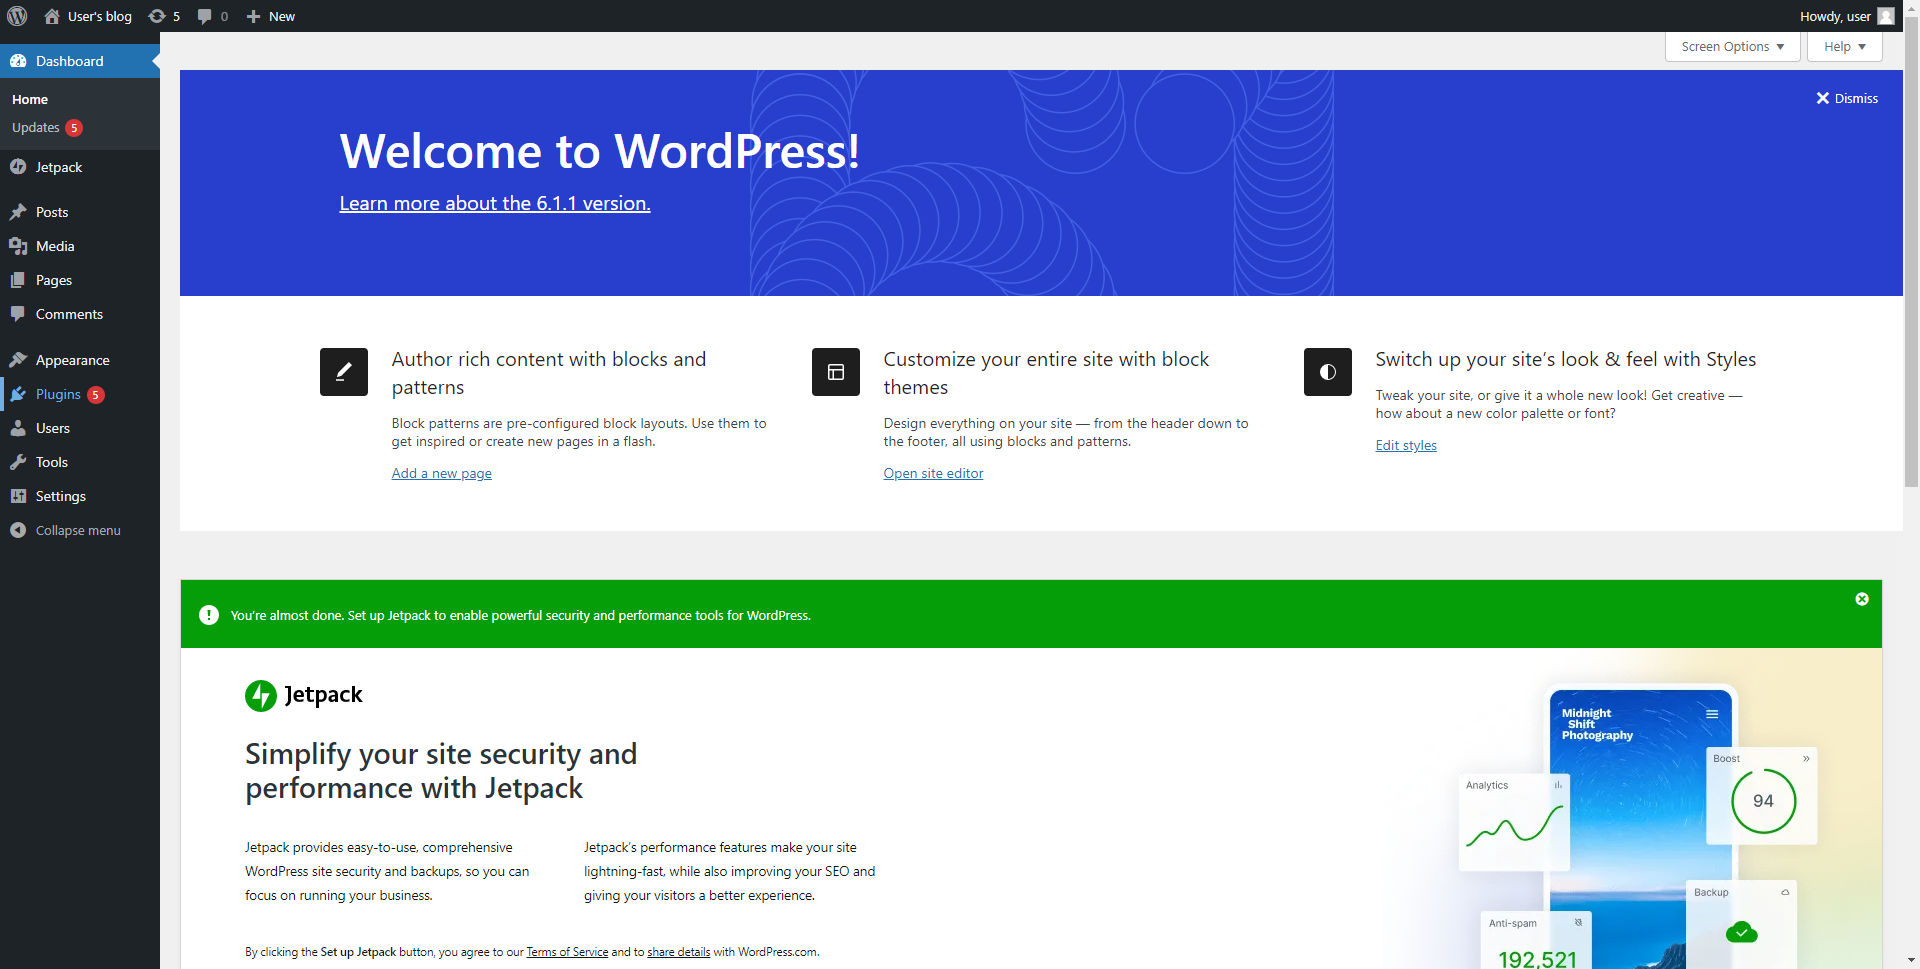 User's blog 5 0 New
Howdy, user
Screen Options Help
Dashboard
Home
Updates 5
Jetpack
Posts
Media
Pages
Comments
Appearance
Plugins 5
Users
Tools
Settings
Collapse menu
Dismiss
Welcome to WordPress!
Learn more about the 6.1.1 version.
Author rich content with blocks and
patterns
Block patterns are pre-configured block layouts. Use them to
get inspired or create new pages in a flash.
Add a new page
Customize your entire site with block
themes
Design everything on your site — from the header down to
the footer, all using blocks and patterns.
Open site editor
Switch up your site’s look & feel with Styles
Tweak your site, or give it a whole new look! Get creative —
how about a new color palette or font?
Edit styles
You're almost done. Set up Jetpack to enable powerful security and performance tools for WordPress.
Jetpack
Simplify your site security and
performance with Jetpack
Jetpack provides easy-to-use, comprehensive
WordPress site security and backups, so you can
focus on running your business.
Jetpack’s performance features make your site
lightning-fast, while also improving your SEO and
giving your visitors a better experience.
By clicking the Set up Jetpack button, you agree to our Terms of Service and to share details with WordPress.com.
Midnight
Shift
Photography
Boost
94
Analytics
Backup
Anti-spam
192,521